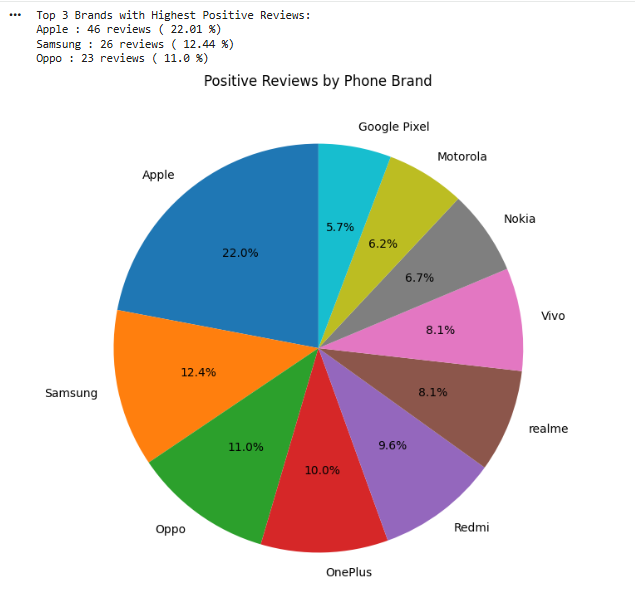 Top 3 Brands with Highest Positive Reviews:
Apple : 46 reviews ( 22.01 %)
Samsung : 26 reviews ( 12.44 %)
Oppo : 23 reviews ( 11.0 %)
Positive Reviews by Phone Brand
Google Pixel
Motorola
Apple
Nokia
5.7%
6.2%
22.0%
6.7%
Vivo
8.1%
12.4%
Samsung
8.1%
realme
11.0%
9.6%
10.0%
Oppo
Redmi
OnePlus